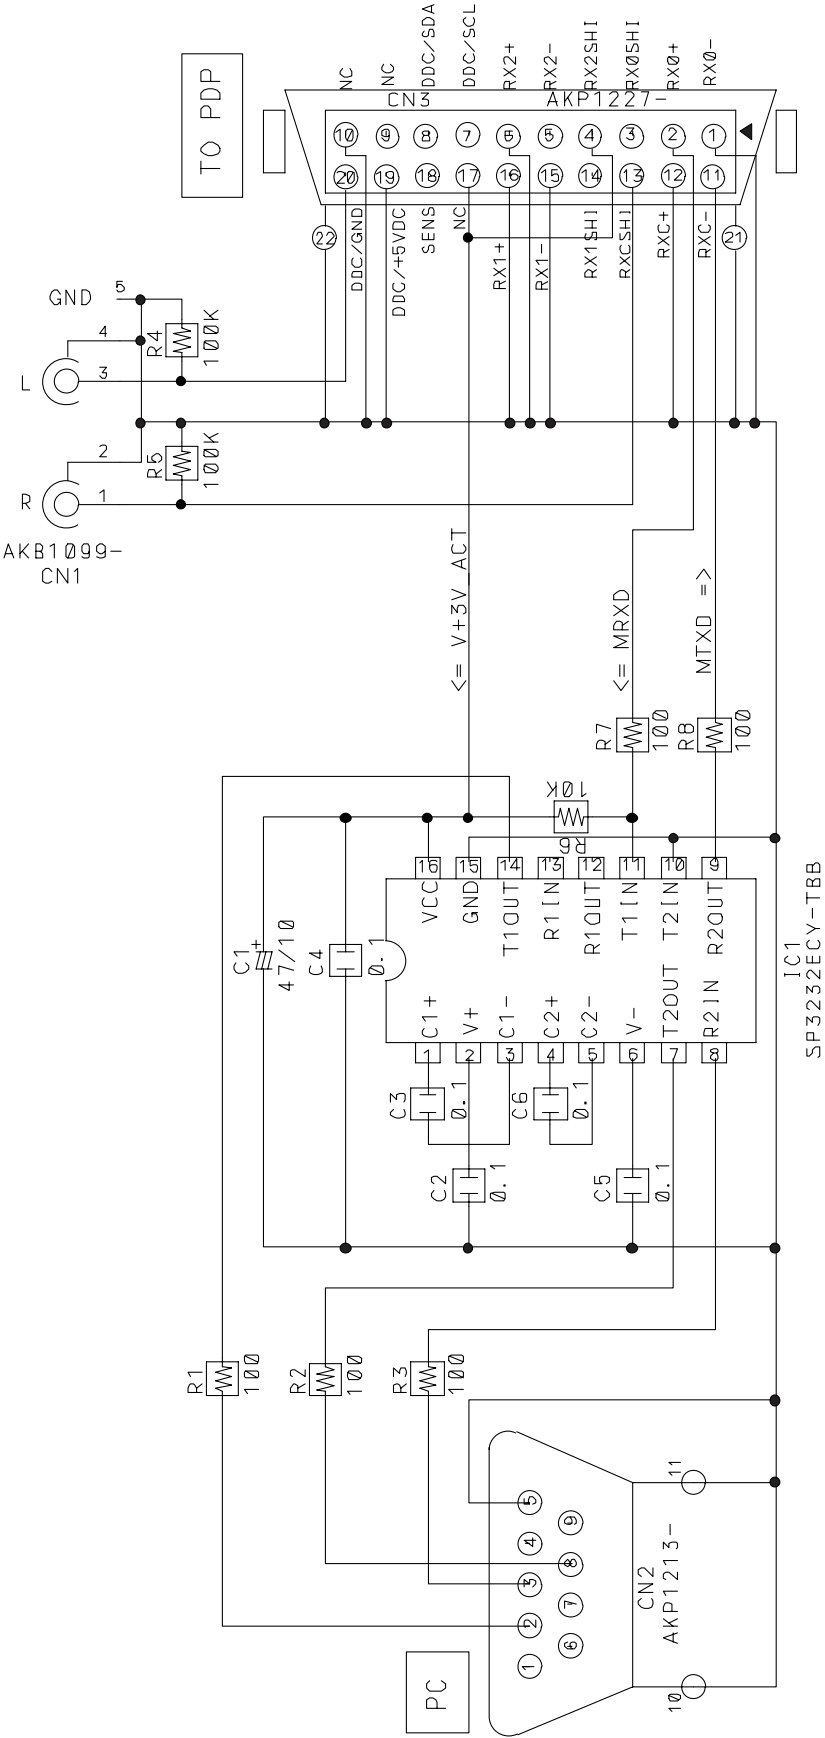 TO PDP
NC
NC
DDC/SDA
DDC/SCL
RX2+
RX2-
RX2SHI
RX0SHI
RX0+
RX0-
CN3
AKP1227-
10
9
8
7
6
5
4
3
2
1
20
19
18
17
16
15
14
13
12
11
22
21
DDC/GND
DDC/+5VDC
SENS
NC
RX1+
RX1-
RX1SHI
RXCSHI
RXC+
RXC-
GND
5
4
3
L
R4
100K
2
1
R
R5
100K
AKB1099-
CN1
<= V+3V_ACT
<= MRXD
MTXD =>
R7
100
R8
100
10K
R6
16
15
14
13
12
11
10
9
VCC
GND
T1OUT
R1IN
R1OUT
T1IN
T2IN
R2OUT
C1
+
47/10
C4
0.1
C1+
V+
C1-
C2+
C2-
V-
T2OUT
R2IN
1
2
3
4
5
6
7
8
IC1
SP3232ECY-TBB
C3
0.1
C6
0.1
C2
0.1
C5
0.1
R1
100
R2
100
R3
100
5
4
3
2
1
9
8
7
6
11
10
CN2
AKP1213-
PC